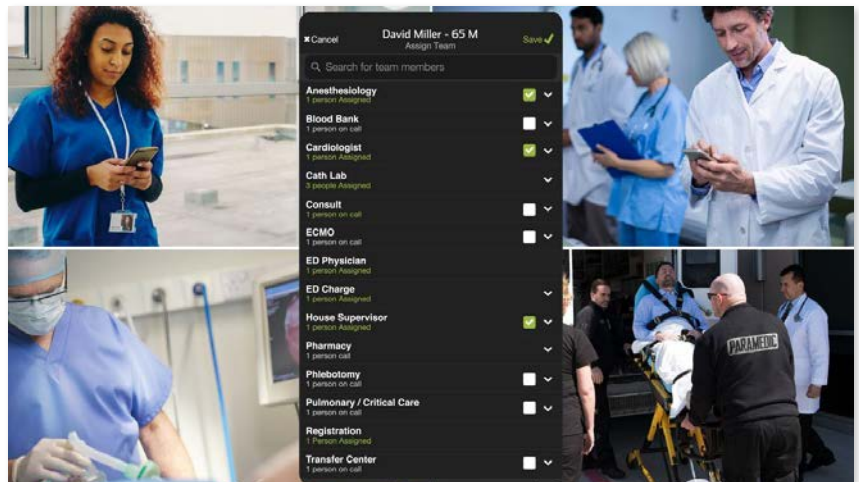 ✖Cancel
David Miller - 65 M
Save✔
Assign Team
Search for team members
Anesthesiology
1 person Assigned
Blood Bank
1 person on call
Cardiologist
1 person Assigned
Cath Lab
3 people Assigned
Consult
1 person on call
ECMO
1 person on call
ED Physician
1 person Assigned
ED Charge
1 person Assigned
House Supervisor
1 person Assigned
Pharmacy
1 person call
Phlebotomy
1 person on call
Pulmonary / Critical Care
1 person on call
Registration
1 Person Assigned
Transfer Center
1 person on call
PARAMEDIC